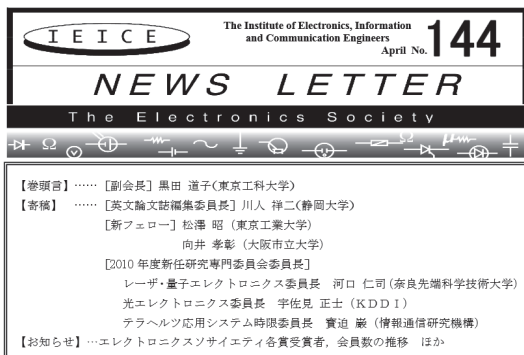 IEICE
The Institute of Electronics, Information
and Communication Engineers
April No. 144
NEWS LETTER
The Electronics Society
【巻頭言】…… [副会長] 黒田 道子(東京工科大学)
【寄稿】 …… [英文論文誌編集委員長] 川人 祥二(静岡大学)
[新フェロー] 松澤 昭 (東京工業大学)
向井 孝彰 (大阪市立大学)
[2010 年度新任研究専門委員会委員長]
レーザ・量子エレクトロニクス委員長 河口 仁司 (奈良先端科学技術大学)
光エレクトロニクス委員長 宇佐見 正士 (KDDI)
テラヘルツ応用システム時限委員長 寳迫 巌 (情報通信研究機構)
【お知らせ】…エレクトロニクスソサイエティ各賞受賞者, 会員数の推移 ほか